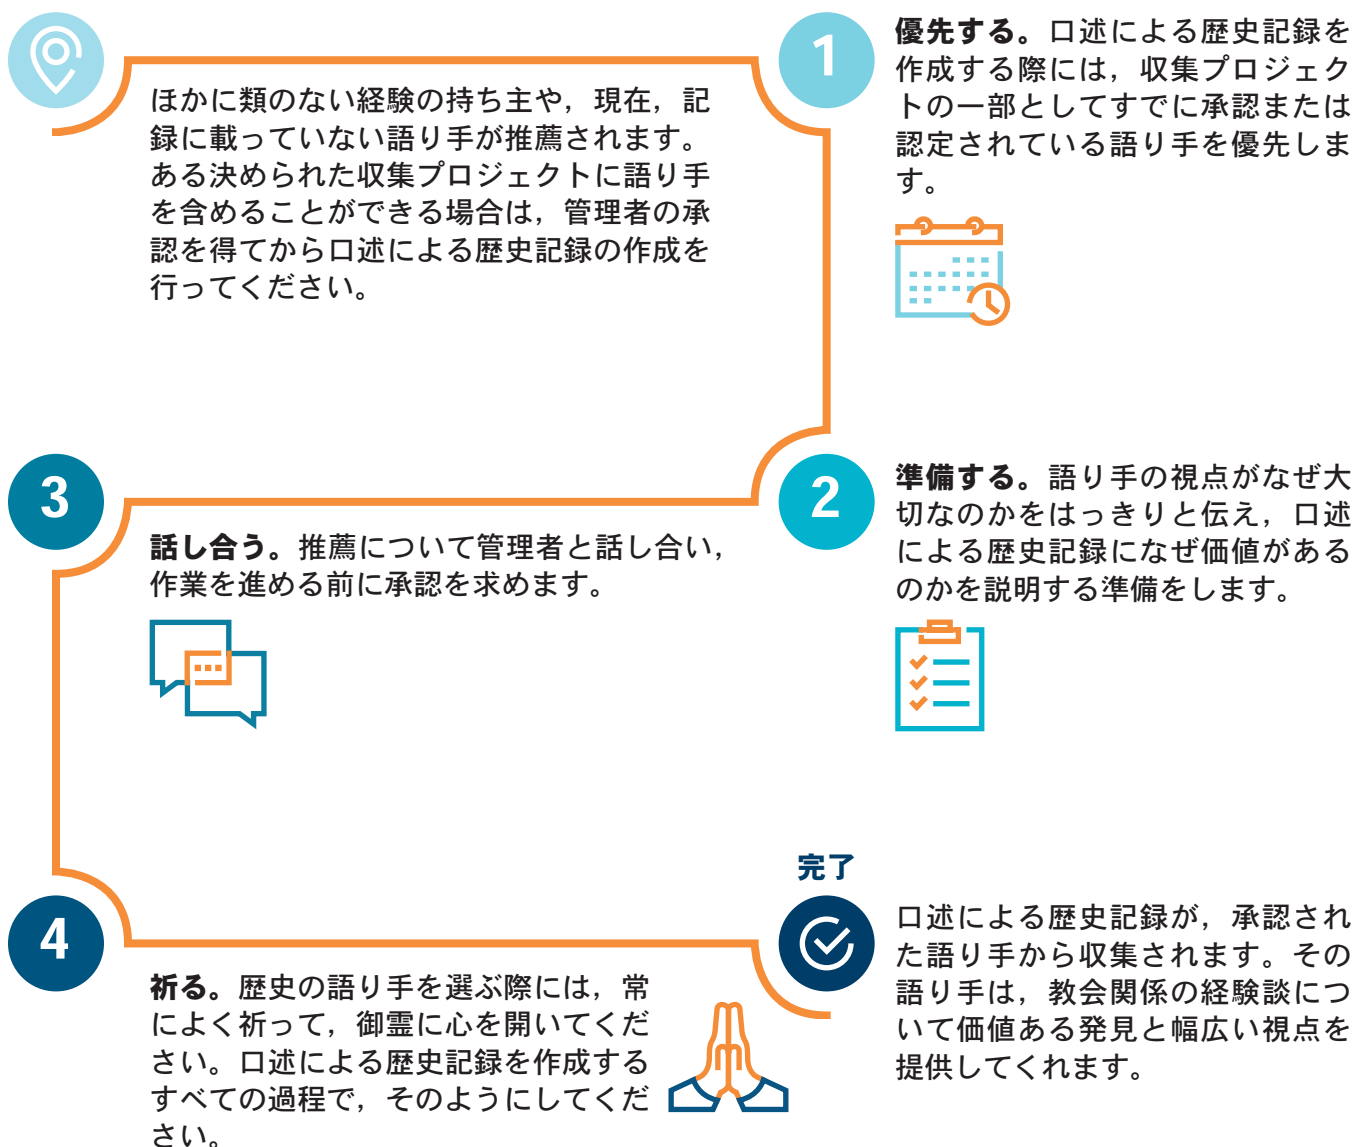 ほかに類のない経験の持ち主や，現在，記
録に載っていない語り手が推薦されます。
ある決められた収集プロジェクトに語り手
を含めることができる場合は，管理者の承
認を得てから口述による歴史記録の作成を
行ってください。
1
優先する。口述による歴史記録を
作成する際には，収集プロジェク
トの一部としてすでに承認または
認定されている語り手を優先しま
す。
2
準備する。語り手の視点がなぜ大
切なのかをはっきりと伝え，口述
による歴史記録になぜ価値がある
のかを説明する準備をします。
3
話し合う。推薦について管理者と話し合い，
作業を進める前に承認を求めます。
4
祈る。歴史の語り手を選ぶ際には，常
によく祈って，御霊に心を開いてくだ
さい。口述による歴史記録を作成する
すべての過程で，そのようにしてくだ
さい。
完了
口述による歴史記録が，承認され
た語り手から収集されます。その
語り手は，教会関係の経験談につ
いて価値ある発見と幅広い視点を
提供してくれます。